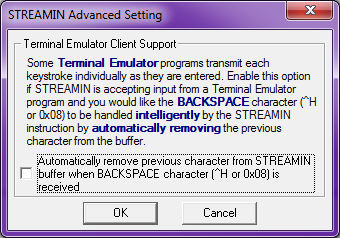 STREAMIN Advanced Setting
Terminal Emulator Client Support
Some Terminal Emulator programs transmit each
keystroke individually as they are entered. Enable this option
if STREAMIN is accepting input from a Terminal Emulator
program and you would like the BACKSPACE character (^H
or 0x08) to be handled intelligently by the STREAMIN
instruction by automatically removing the previous
character from the buffer.
Automatically remove previous character from STREAMIN
buffer when BACKSPACE character (^H or 0x08) is
received
OK
Cancel